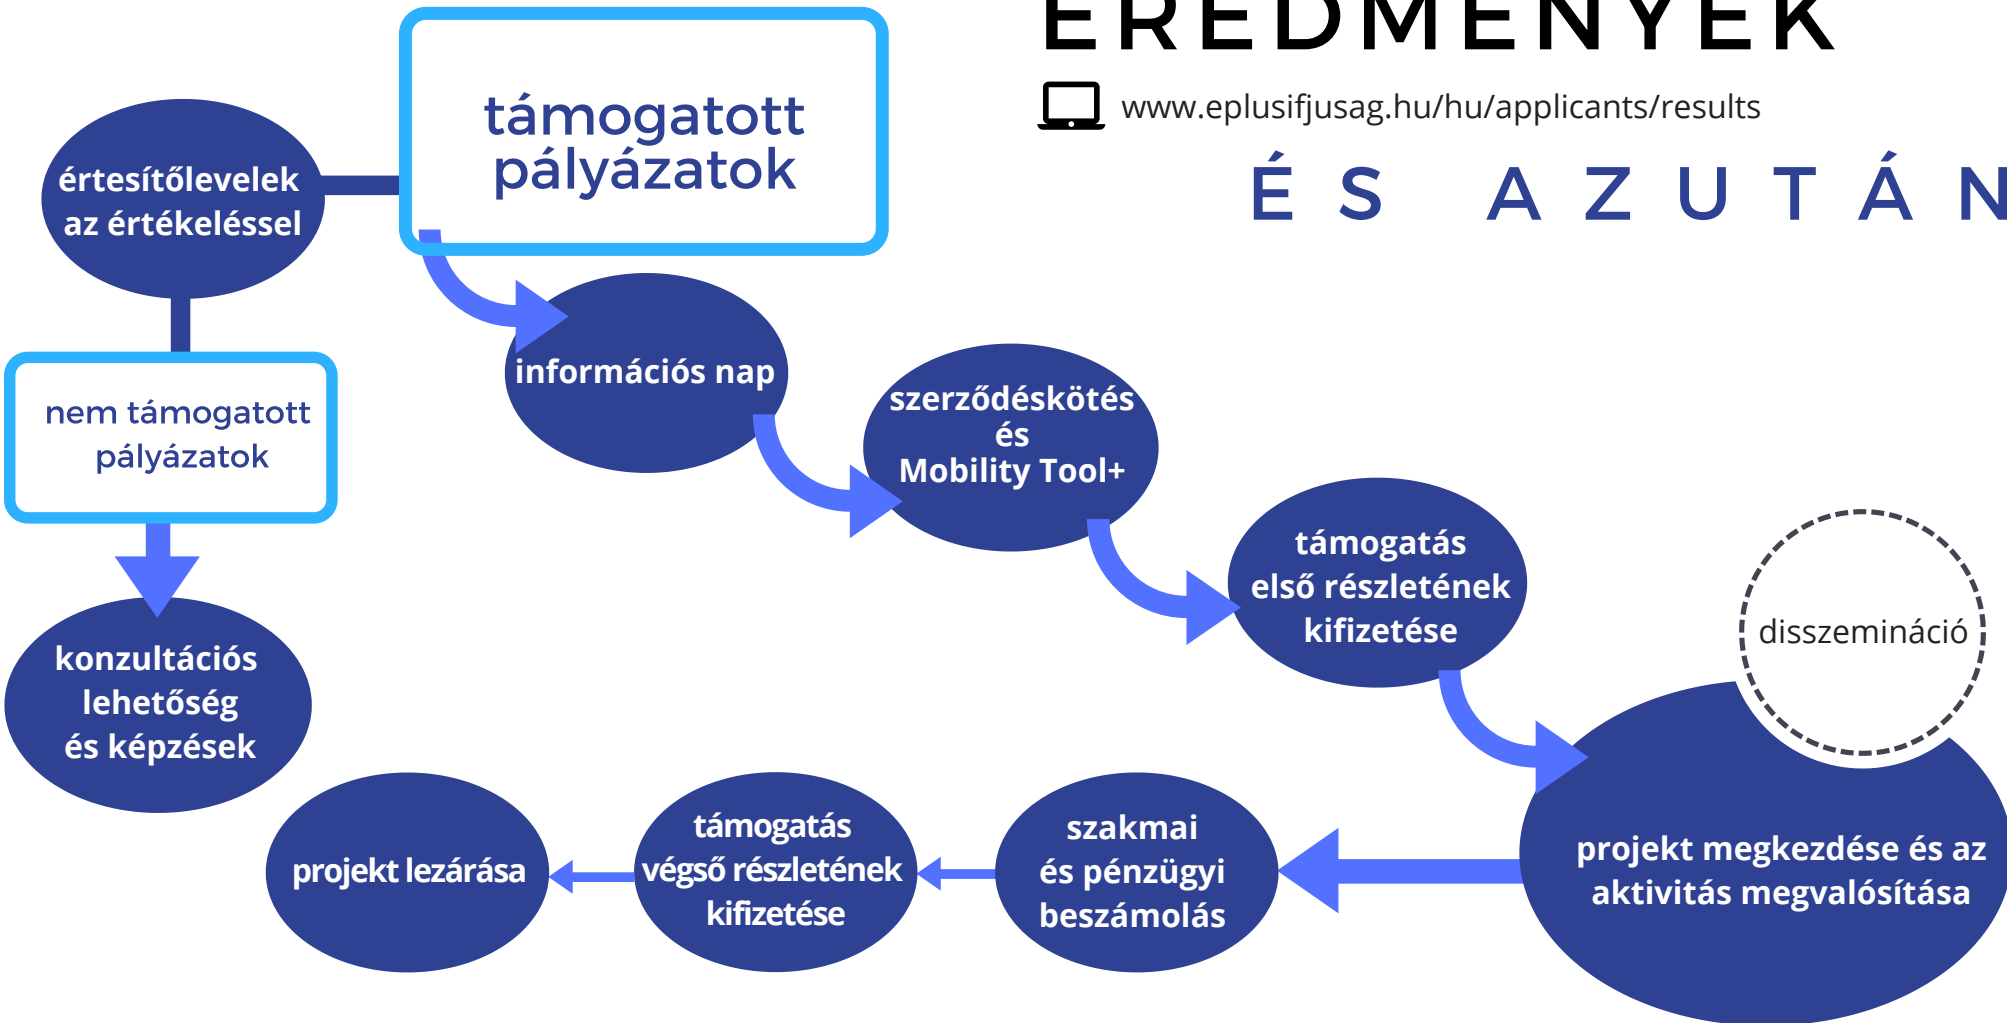 EREDMÉNYEK
www.eplusifjusag.hu/hu/applicants/results
ÉS AZUTÁN
értesítőlevelek
az értékeléssel
támogatott
pályázatok
nem támogatott
pályázatok
konzultációs
lehetőség
és képzések
információs nap
szerződéskötés
és
Mobility Tool+
támogatás
első részletének
kifizetése
disszemináció
projekt megkezdése és az
aktivitás megvalósítása
szakmai
és pénzügyi
beszámolás
támogatás
végső részletének
kifizetése
projekt lezárása